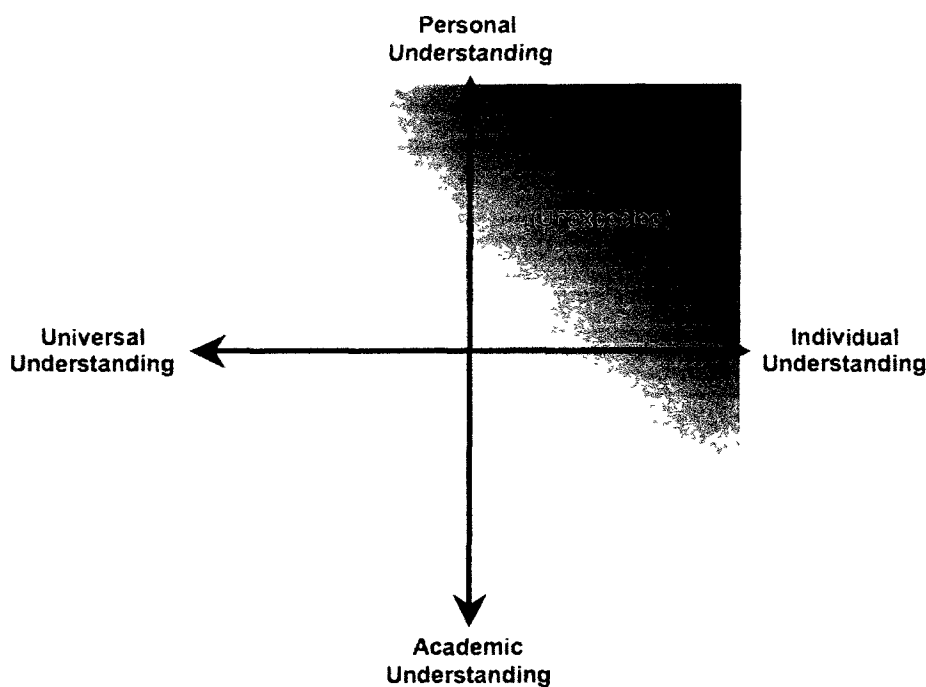 Personal
Understanding
Universal
Understanding
Individual
Understanding
Academic
Understanding